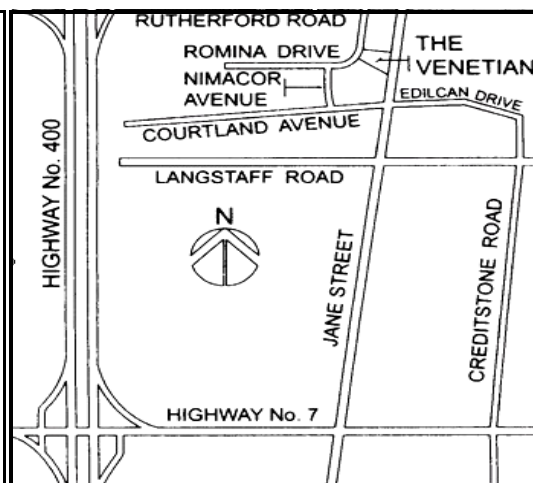 RUTHERFORD ROAD
ROMINA DRIVE
THE
VENETIAN
NIMACOR
AVENUE
EDILCAN DRIVE
COURTLAND AVENUE
LANGSTAFF ROAD
HIGHWAY No. 400
N
JANE STREET
CREDITSTONE ROAD
HIGHWAY No. 7